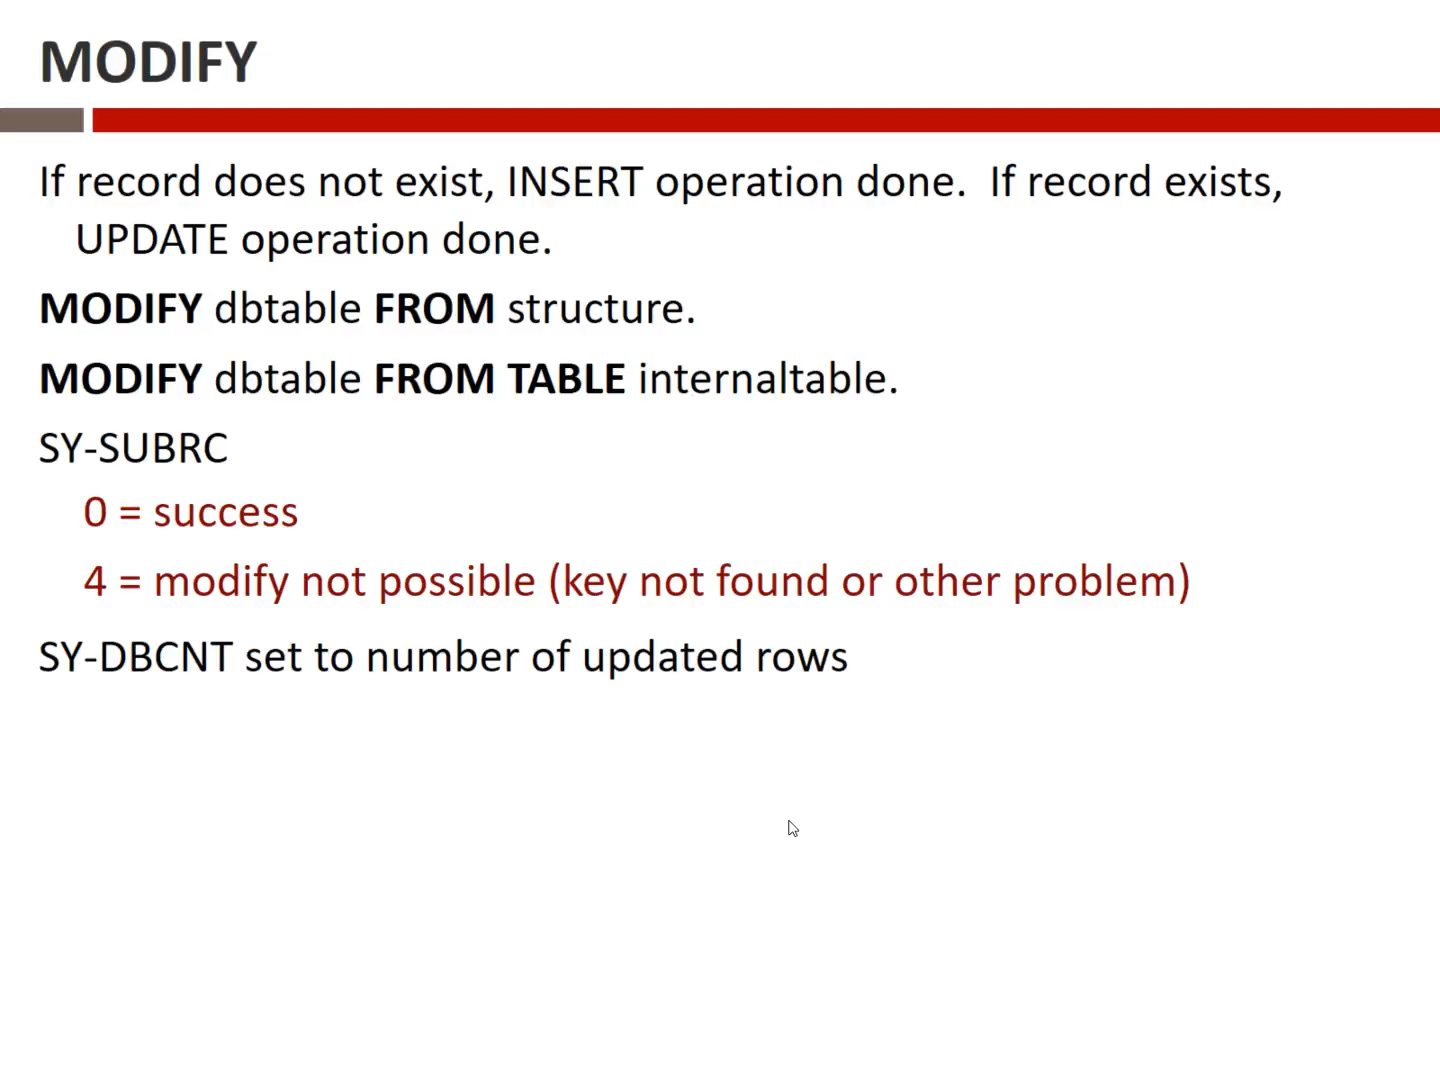 MODIFY
If record does not exist, INSERT operation done.  If record exists,
UPDATE operation done.
MODIFY dbtable FROM structure.
MODIFY dbtable FROM TABLE internaltable.
SY-SUBRC
0 = success
4 = modify not possible (key not found or other problem)
SY-DBCNT set to number of updated rows